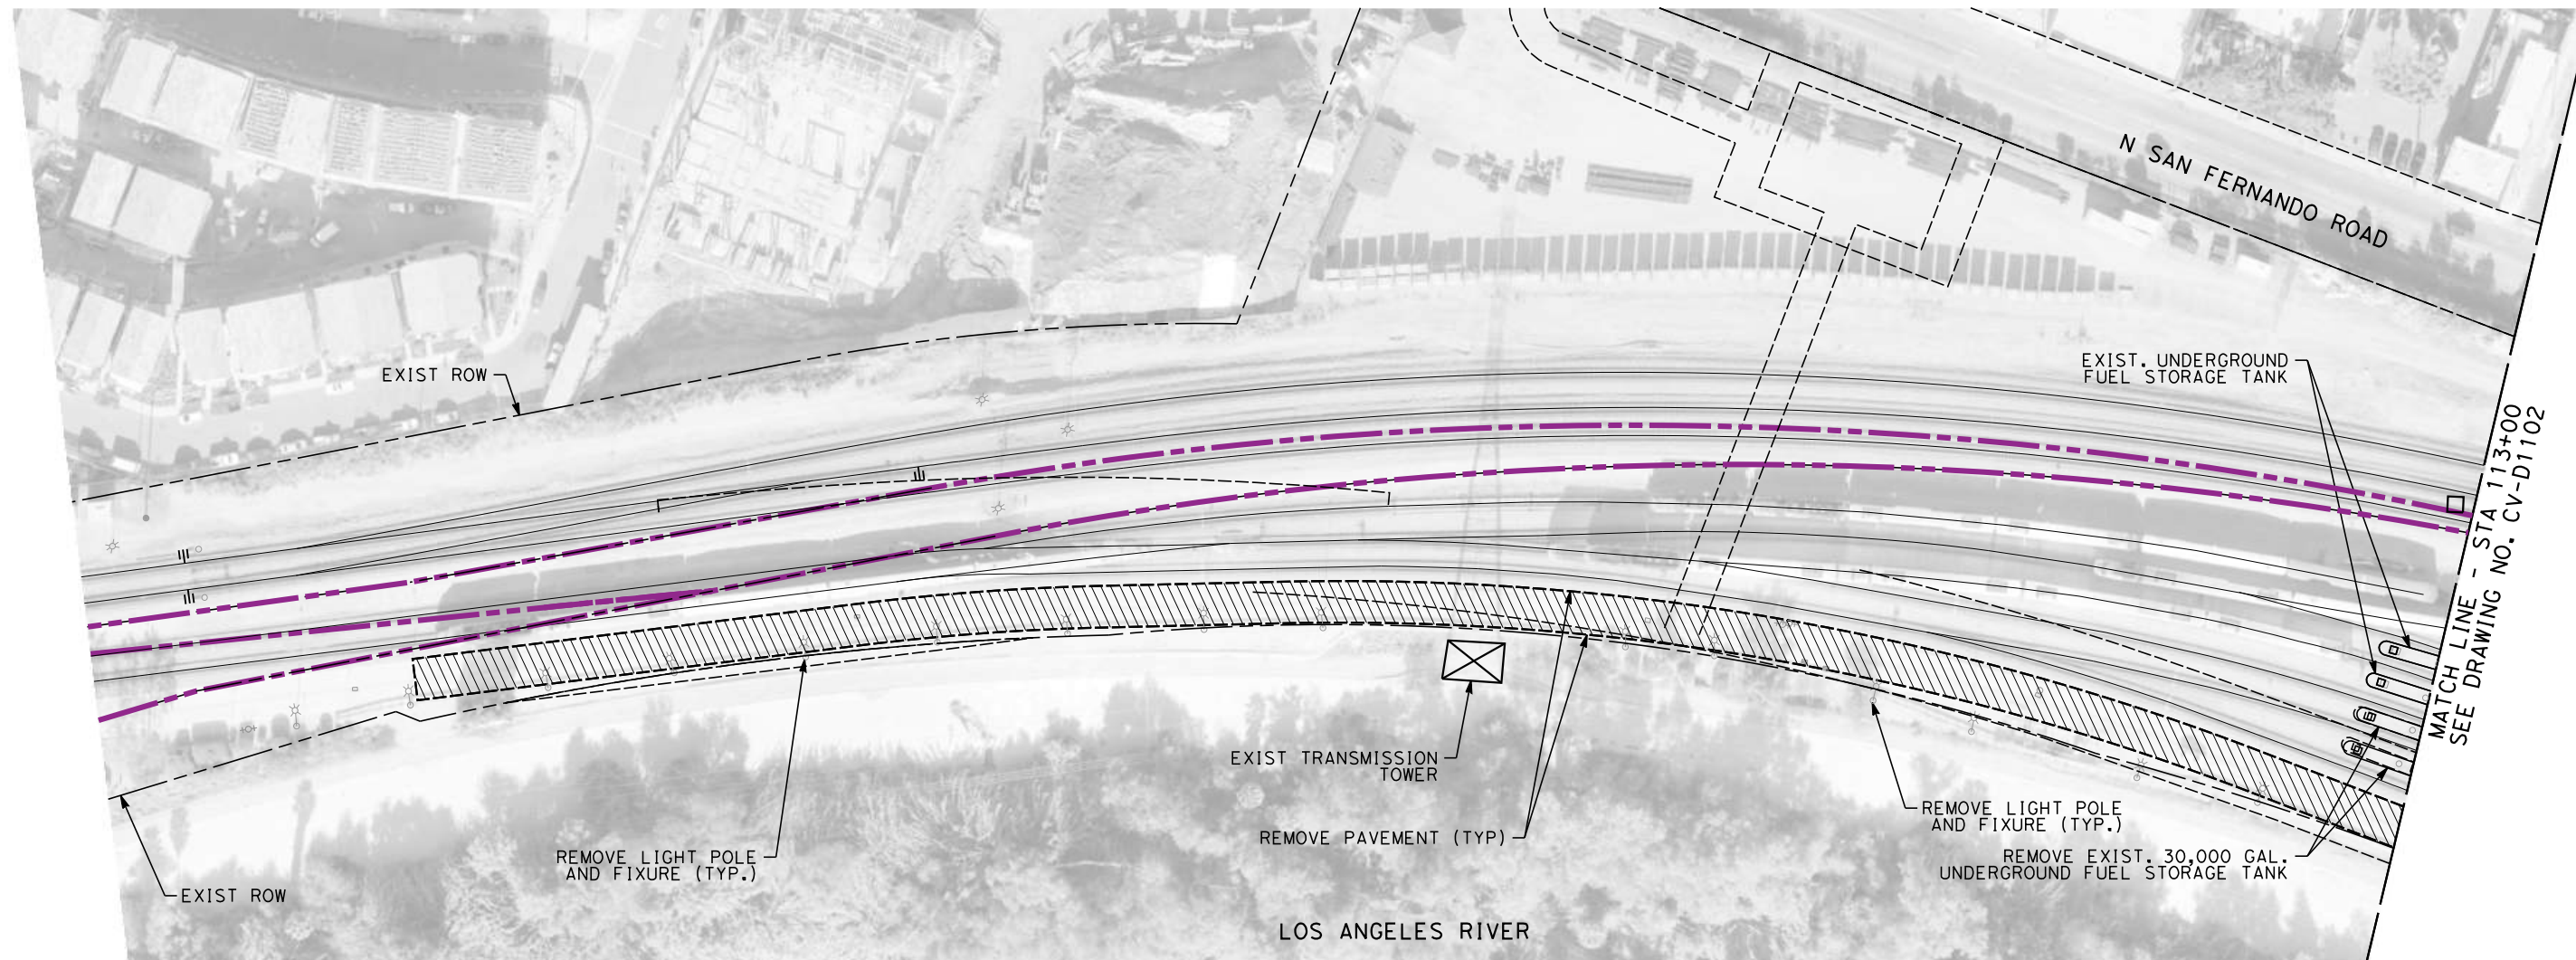 N SAN FERNANDO ROAD
EXIST. UNDERGROUND
FUEL STORAGE TANK
EXIST ROW
MATCH LINE - STA 113+00
SEE DRAWING NO. CV-D1102
EXIST TRANSMISSION
TOWER
REMOVE PAVEMENT (TYP)
REMOVE LIGHT POLE
AND FIXTURE (TYP.)
REMOVE LIGHT POLE
AND FIXTURE (TYP.)
REMOVE EXIST. 30,000 GAL.
UNDERGROUND FUEL STORAGE TANK
EXIST ROW
LOS ANGELES RIVER